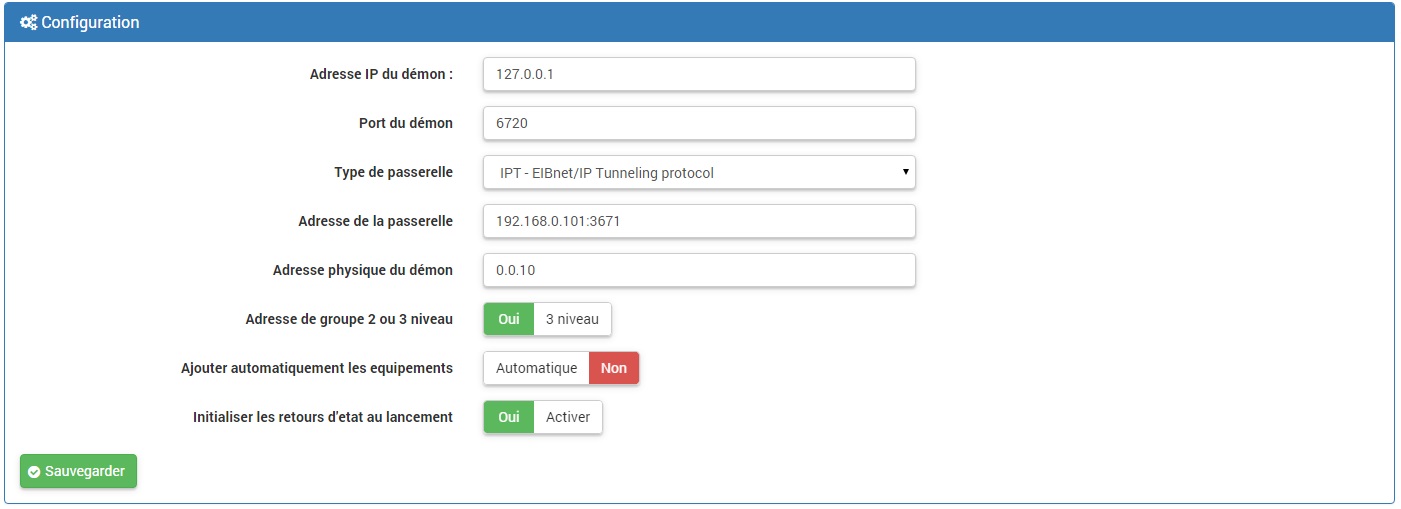 Configuration
Adresse IP du démon : 127.0.0.1
Port du démon 6720
Type de passerelle IPT - EIBnet/IP Tunneling protocol
Adresse de la passerelle 192.168.0.101:3671
Adresse physique du démon 0.0.10
Adresse de groupe 2 ou 3 niveau Oui 3 niveau
Ajouter automatiquement les equipements Automatique Non
Initialiser les retours d'etat au lancement Oui Activer
Sauvegarder